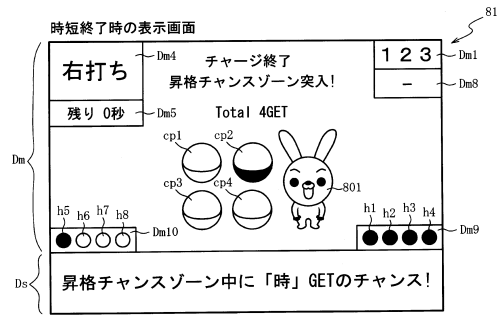 時短終了時の表示画面
81
Dm4
右打ち
チャージ終了
昇格チャンスゾーン突入!
1 2 3
Dm1
−
Dm8
残り 0秒
Dm5
Total 4GET
Dm
cp1
cp2
cp3
cp4
801
h5
h6
h7
h8
Dm10
h1
h2
h3
h4
Dm9
Ds
昇格チャンスゾーン中に「時」GETのチャンス!